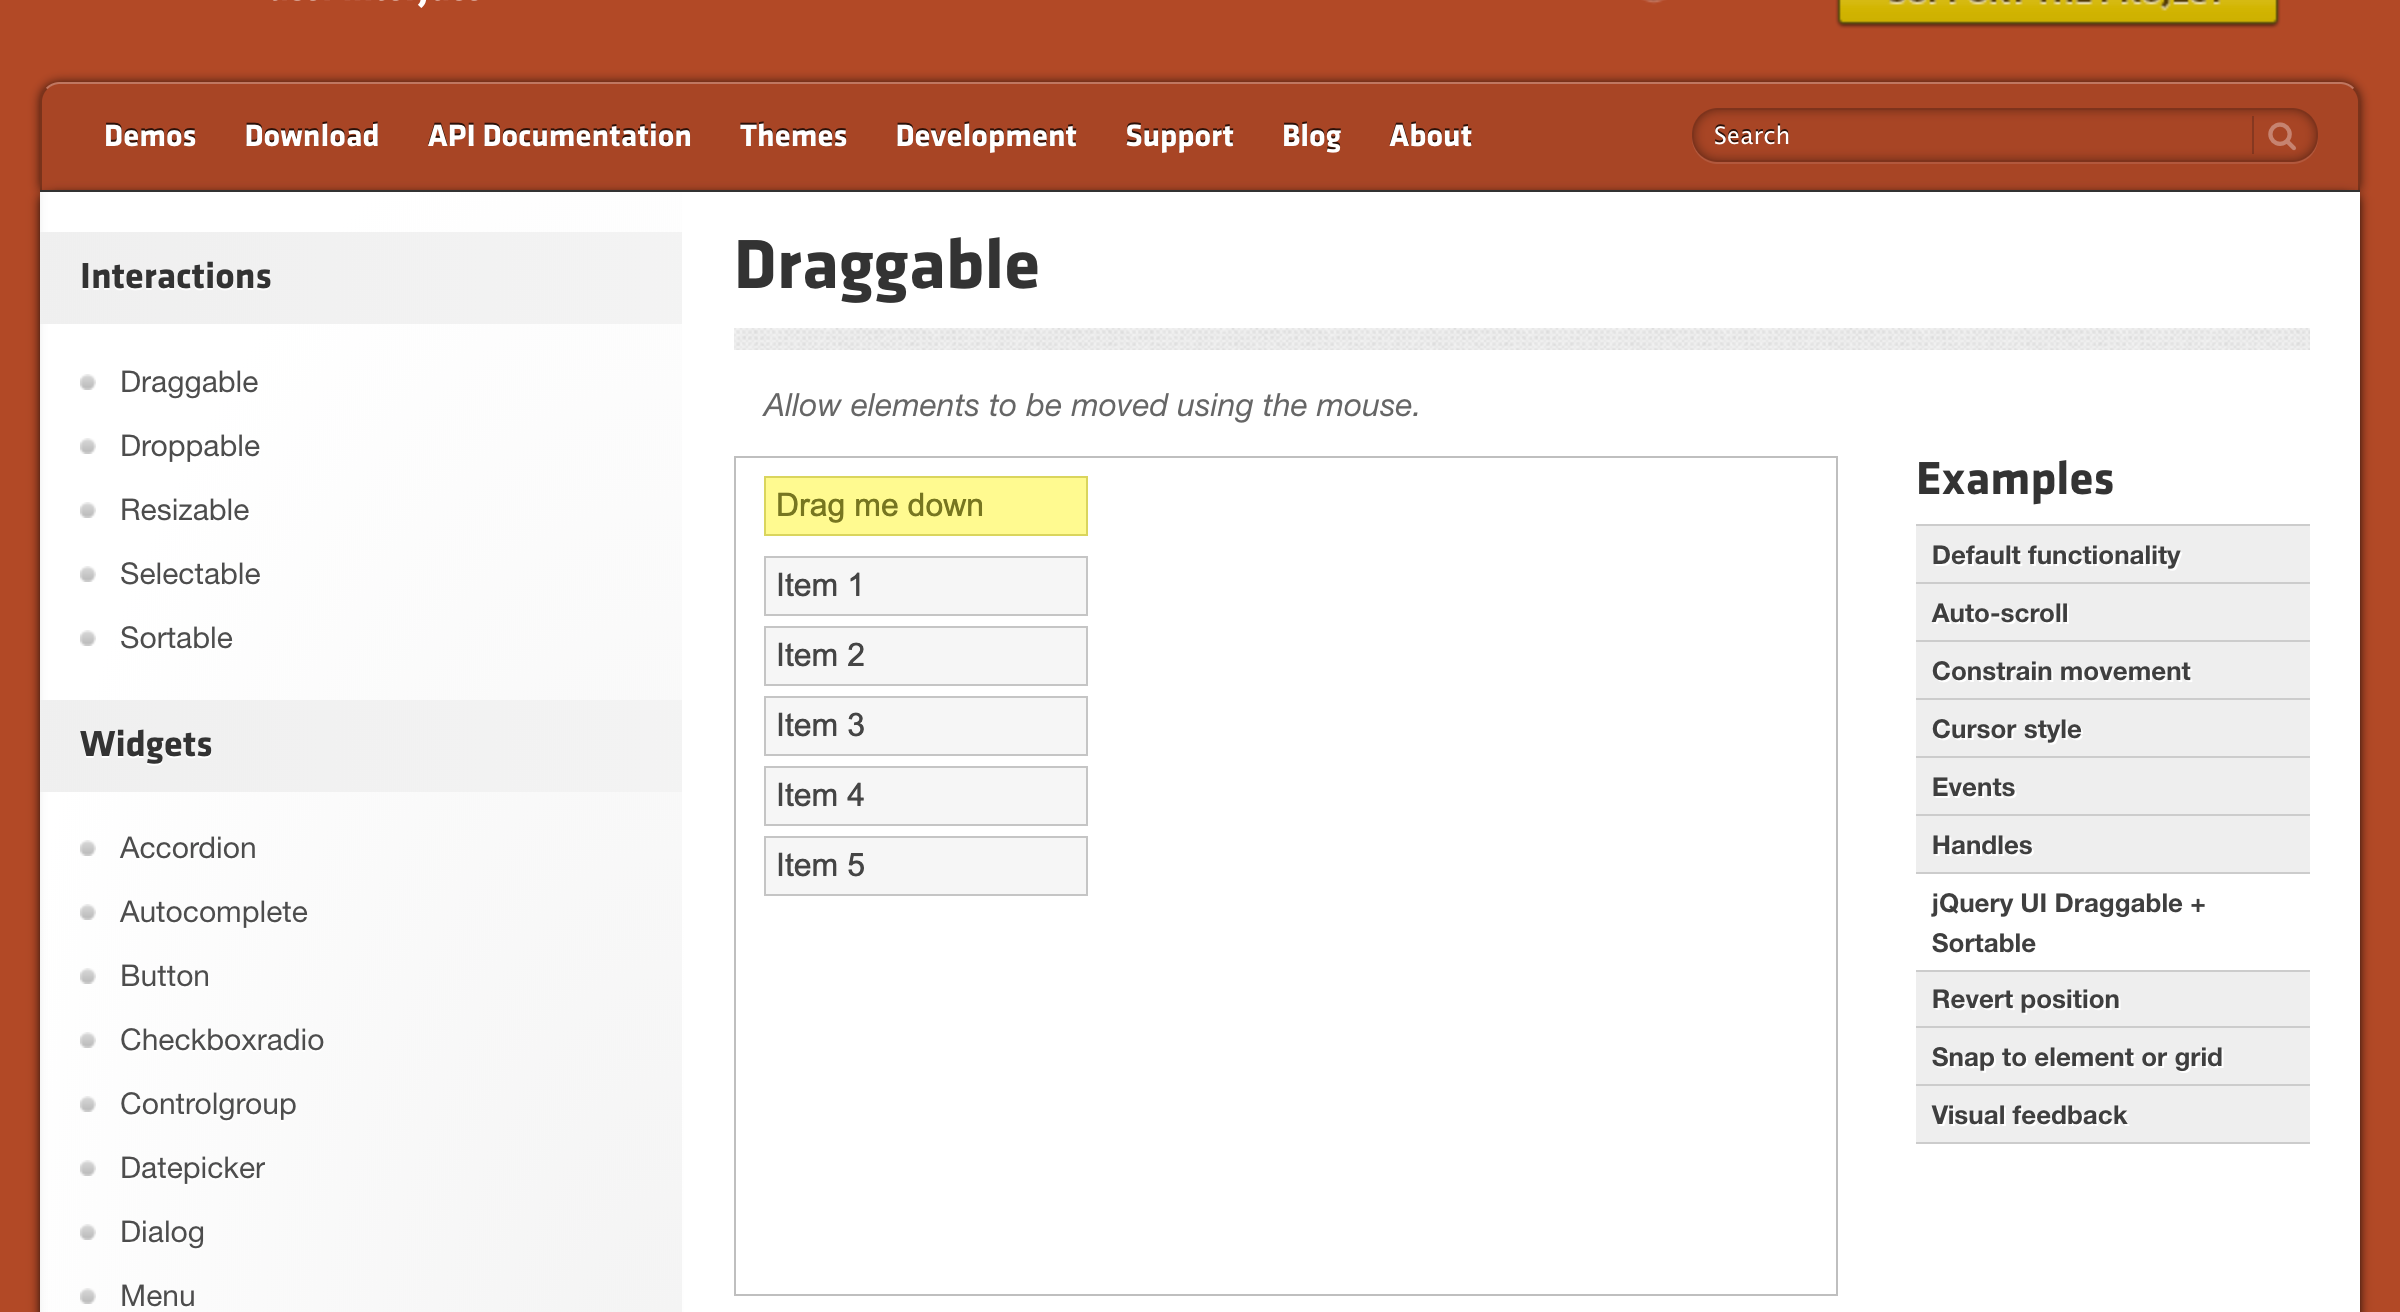 Demos Download API Documentation Themes Development Support Blog About Search
Interactions
Draggable
Droppable
Resizable
Selectable
Sortable
Widgets
Accordion
Autocomplete
Button
Checkboxradio
Controlgroup
Datepicker
Dialog
Menu
Draggable
Allow elements to be moved using the mouse.
Drag me down
Item 1
Item 2
Item 3
Item 4
Item 5
Examples
Default functionality
Auto-scroll
Constrain movement
Cursor style
Events
Handles
jQuery UI Draggable +
Sortable
Revert position
Snap to element or grid
Visual feedback